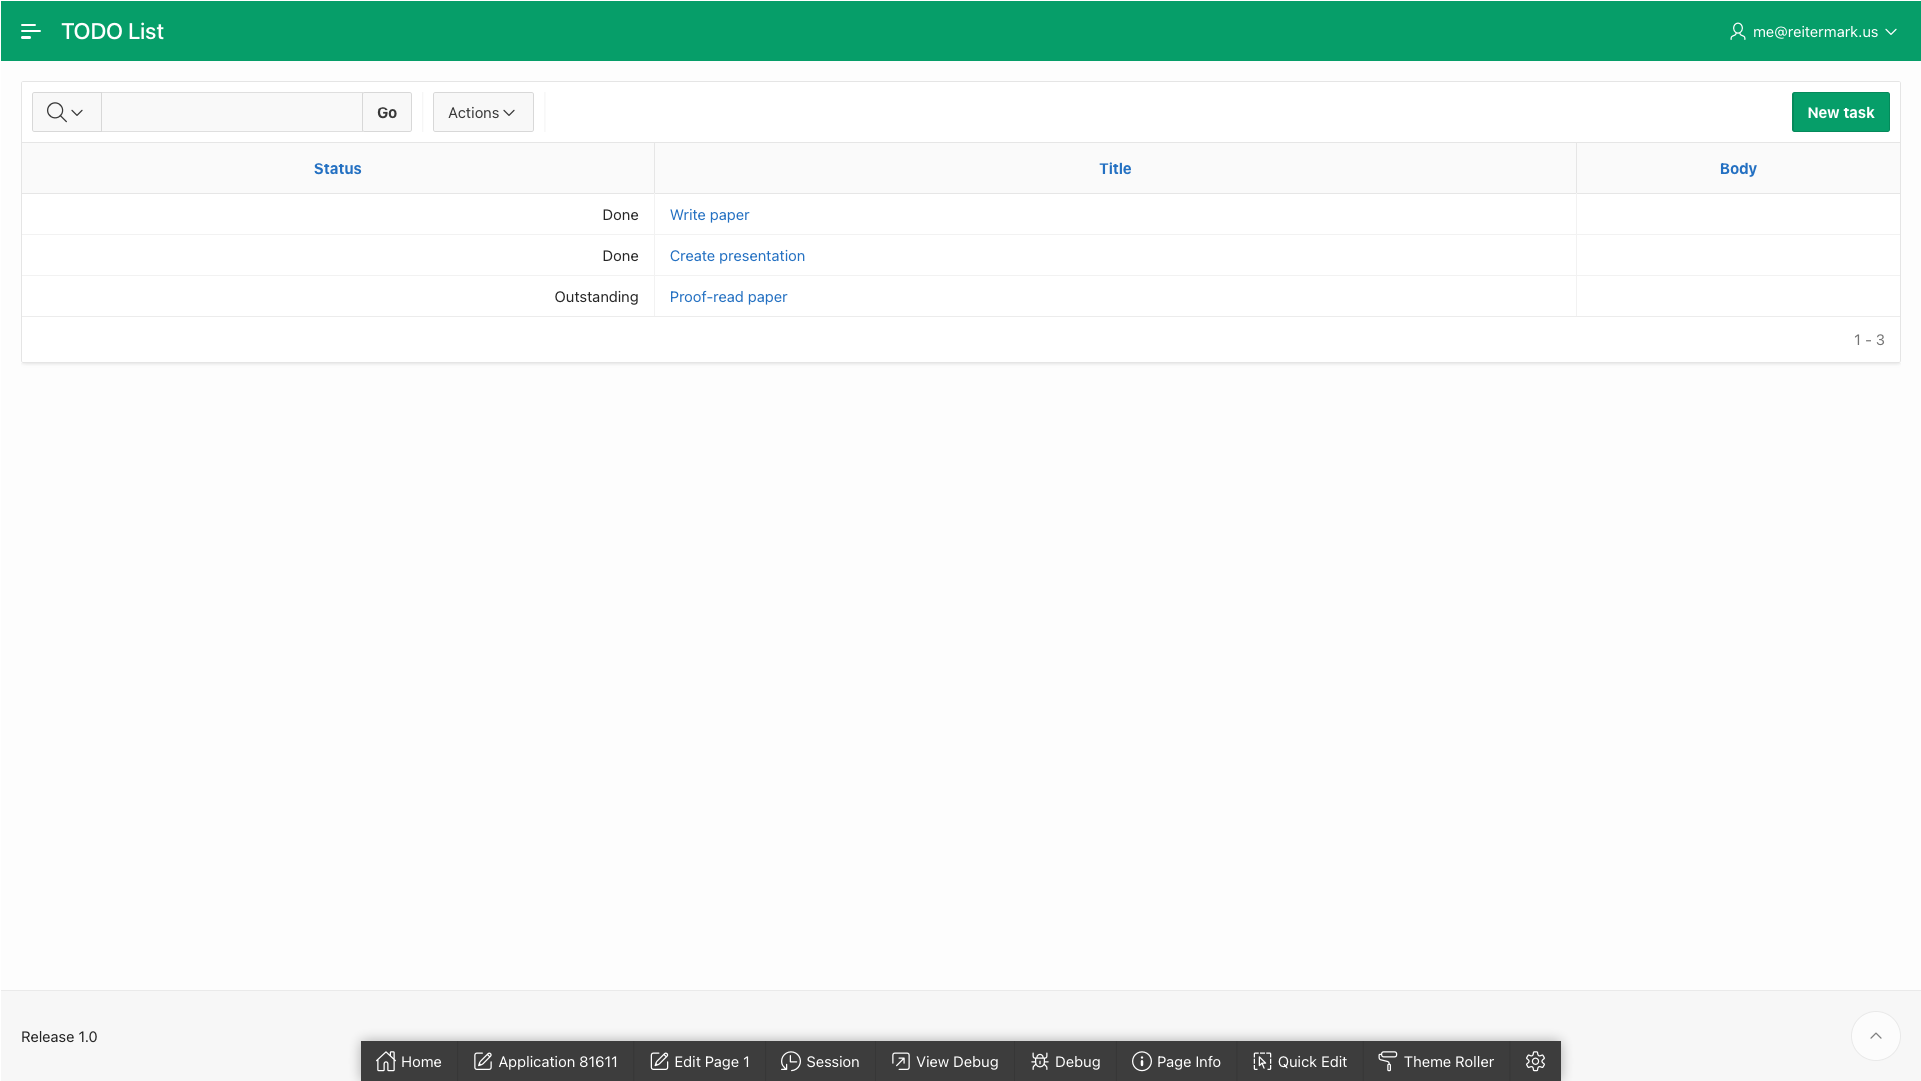 TODO List
me@reitermark.us
Go
Actions
New task
Status Title Body
Done Write paper
Done Create presentation
Outstanding Proof-read paper
1 - 3
Release 1.0
Home Application 81611 Edit Page 1 Session View Debug Debug Page Info Quick Edit Theme Roller